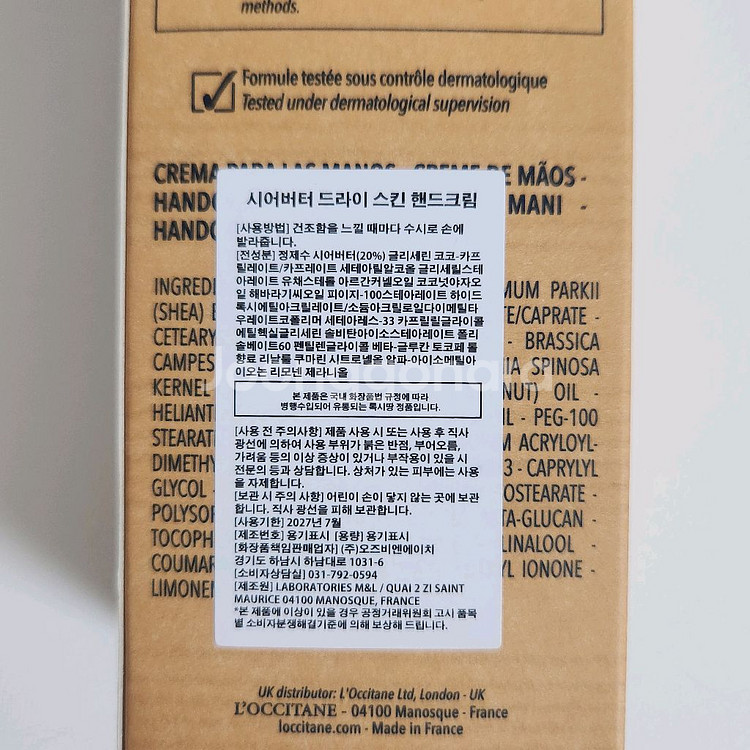 methods.
Formule testée sous contrôle dermatologique
Tested under dermatological supervision
CREMA PARA LAS MANOS - CREME DE MÃOS -
HANDC MANI -
HANDC
시어버터 드라이 스킨 핸드크림
[사용방법] 건조함을 느낄 때마다 수시로 손에
발라줍니다.
[전성분] 정제수 시어버터(20%) 글리세린 코코-카프
릴레이트/카프레이트 세테아릴알코올 글리세릴스테
아레이트 유채스테롤 아르간커넬오일 코코넛야자오
일 해바라기씨오일 피이지-100스테아레이트 하이드
록시에틸아크릴레이트/소듐아크릴로일다이메틸타
우레이트코폴리머 세테아레스-33 카프릴릴글라이콜
에틸헥실글리세린 솔비탄아이소스테아레이트 폴리
솔베이트60 펜틸렌글라이콜 베타-글루칸 토코페롤
향료 리날룰 쿠마린 시트로넬올 알파-아이소메틸아
이오논 리모넨 제라니올
본 제품은 국내 화장품법 규정에 따라
병행수입되어 유통되는 록시땅 정품입니다.
[사용 전 주의사항] 제품 사용 시 또는 사용 후 직사
광선에 의하여 사용 부위가 붉은 반점, 부어오름,
가려움 등의 이상 증상이 있거나 부작용이 있을 시
전문의 등과 상담합니다. 상처가 있는 피부에는 사용
을 자제합니다.
[보관 시 주의 사항] 어린이 손이 닿지 않는 곳에 보관
합니다. 직사 광선을 피해 보관합니다.
[사용기한] 2027년 7월
[제조번호] 용기표시 [용량] 용기표시
[화장품책임판매업자] (주)오즈비엔에이치
경기도 하남시 하남대로 1031-6
[소비자상담실] 031-792-0594
[제조원] LABORATORIES M&L / QUAI 2 ZI SAINT
MAURICE 04100 MANOSQUE, FRANCE
*본 제품에 이상이 있을 경우 공정거래위원회 고시 품목
별 소비자분쟁해결기준에 의해 보상해 드립니다.
INGREDI MUM PARKII
(SHEA) E TE/CAPRATE -
CETEARY - BRASSICA
CAMPES IA SPINOSA
KERNEL NUT) OIL -
HELIANT IL - PEG-100
STEARAT M ACRYLOYL-
DIMETHY 3 - CAPRYLYL
GLYCOL - OSTEARATE -
POLYSOR TA-GLUCAN -
TOCOPH LINALOOL -
COUMAR YL IONONE -
LIMONEN
UK distributor: L'Occitane Ltd, London - UK
L'OCCITANE - 04100 Manosque - France
loccitane.com - Made in France